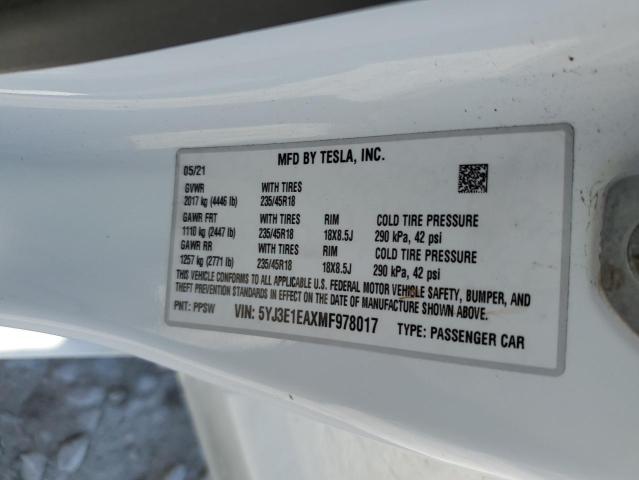 MFD BY TESLA, INC.
05/21
GVWR WITH TIRES
2017 kg (4446 lb) 235/45R18
GAWR FRT WITH TIRES RIM COLD TIRE PRESSURE
1110 kg (2447 lb) 235/45R18 18X8.5J 290 kPa, 42 psi
GAWR RR WITH TIRES RIM COLD TIRE PRESSURE
1257 kg (2771 lb) 235/45R18 18X8.5J 290 kPa, 42 psi
THIS VEHICLE CONFORMS TO ALL APPLICABLE U.S. FEDERAL MOTOR VEHICLE SAFETY, BUMPER, AND
THEFT PREVENTION STANDARDS IN EFFECT ON THE DATE OF MANUFACTURE SHOWN ABOVE.
PNT: PPSW VIN: 5YJ3E1EAXMF978017 TYPE: PASSENGER CAR